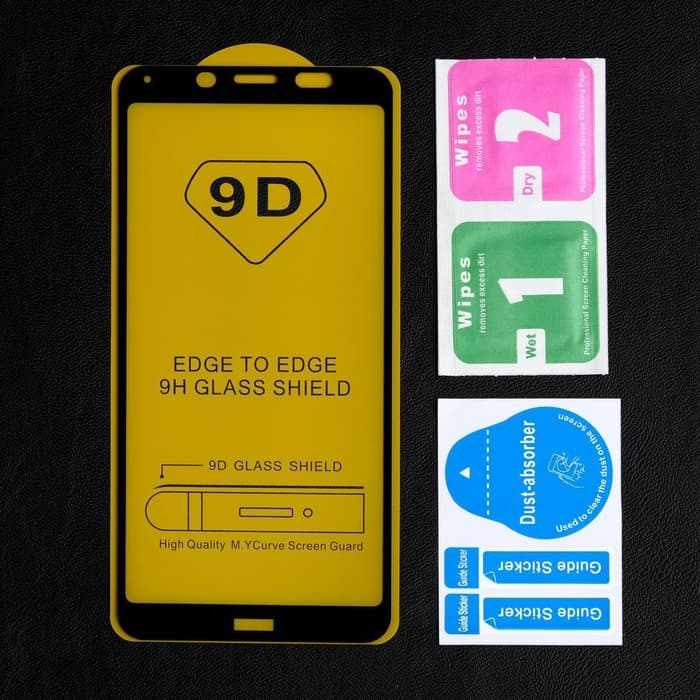 9D
EDGE TO EDGE
9H GLASS SHIELD
9D GLASS SHIELD
High Quality M.YCurve Screen Guard
Wipes
removes excess dirt
2
Dry
Professional Screen Cleaning Paper
Wipes
removes excess dirt
1
Wet
Professional Screen Cleaning Paper
Dust-absorber
Used to clear the dust on the screen.
Guide Sticker
Guide Sticker
Guide Sticker
Guide Sticker